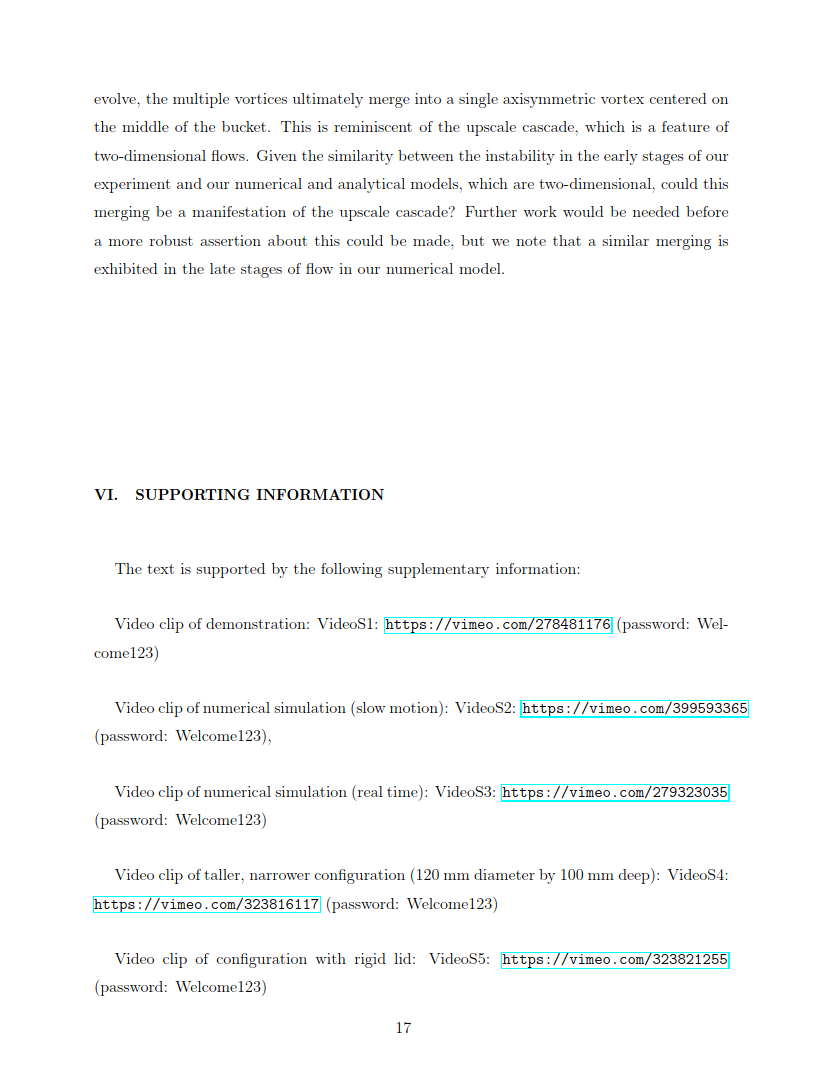 evolve, the multiple vortices ultimately merge into a single axisymmetric vortex centered on
the middle of the bucket. This is reminiscent of the upscale cascade, which is a feature of
two-dimensional flows. Given the similarity between the instability in the early stages of our
experiment and our numerical and analytical models, which are two-dimensional, could this
merging be a manifestation of the upscale cascade? Further work would be needed before
a more robust assertion about this could be made, but we note that a similar merging is
exhibited in the late stages of flow in our numerical model.
VI. SUPPORTING INFORMATION
The text is supported by the following supplementary information:
Video clip of demonstration: VideoS1: https://vimeo.com/278481176 (password: Wel-
come123)
Video clip of numerical simulation (slow motion): VideoS2: https://vimeo.com/399593365
(password: Welcome123),
Video clip of numerical simulation (real time): VideoS3: https://vimeo.com/279323035
(password: Welcome123)
Video clip of taller, narrower configuration (120 mm diameter by 100 mm deep): VideoS4:
https://vimeo.com/323816117 (password: Welcome123)
Video clip of configuration with rigid lid: VideoS5: https://vimeo.com/323821255
(password: Welcome123)
17